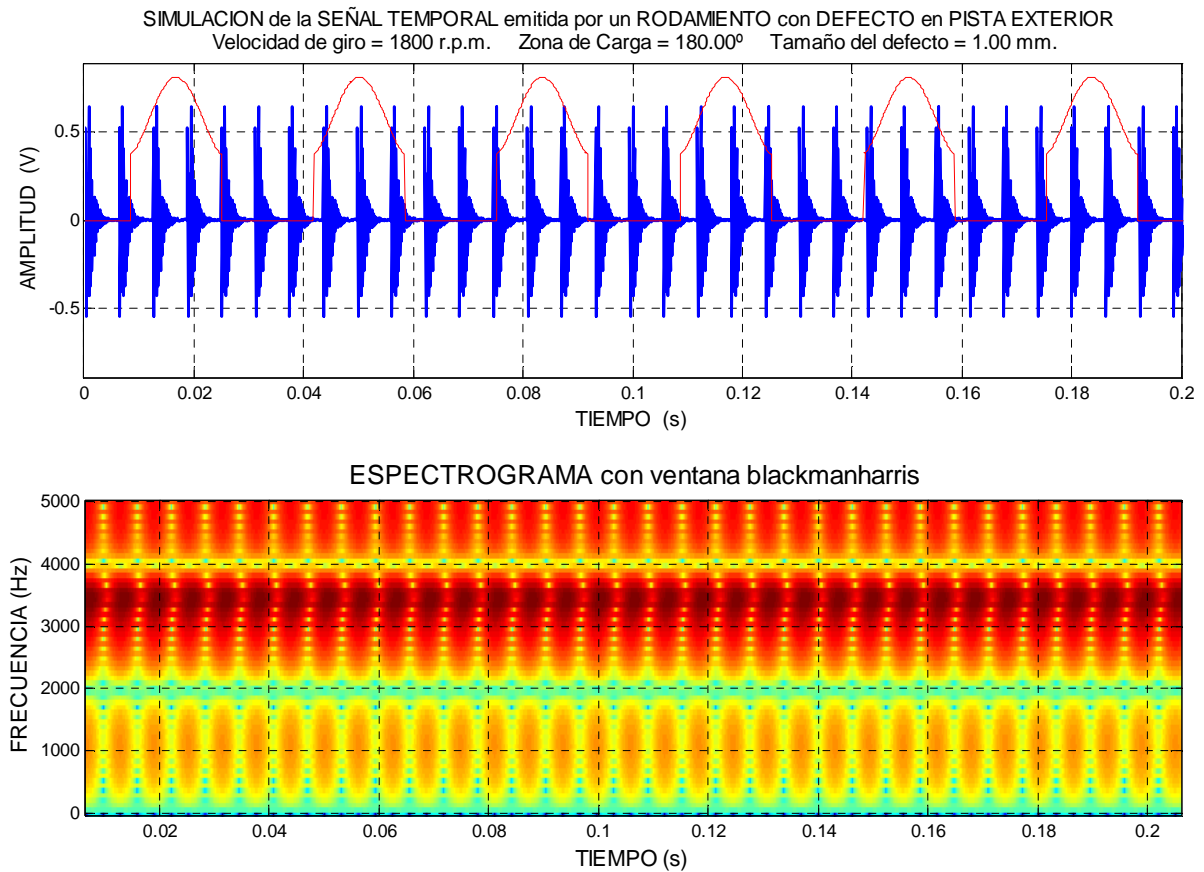 SIMULACION de la SEÑAL TEMPORAL emitida por un RODAMIENTO con DEFECTO en PISTA EXTERIOR
Velocidad de giro = 1800 r.p.m. Zona de Carga = 180.00º Tamaño del defecto = 1.00 mm.
AMPLITUD (V)
0.5
0
-0.5
0 0.02 0.04 0.06 0.08 0.1 0.12 0.14 0.16 0.18 0.2
TIEMPO (s)
ESPECTROGRAMA con ventana blackmanharris
FRECUENCIA (Hz)
5000
4000
3000
2000
1000
0
0.02 0.04 0.06 0.08 0.1 0.12 0.14 0.16 0.18 0.2
TIEMPO (s)